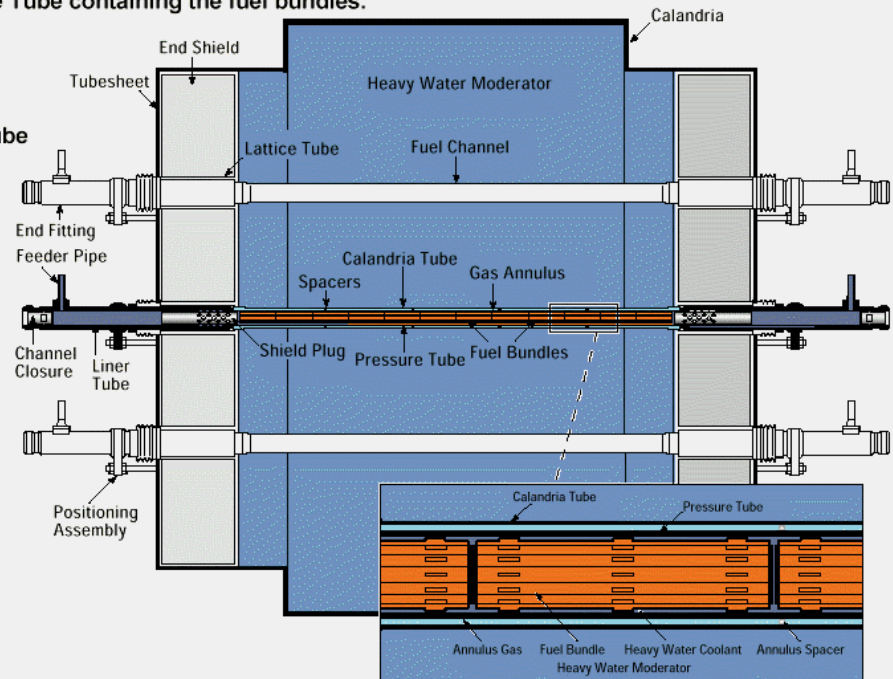 Tube containing the fuel bundles.
Calandria
End Shield
Tubesheet
Heavy Water Moderator
Lattice Tube
Fuel Channel
End Fitting
Feeder Pipe
Calandria Tube
Gas Annulus
Spacers
Channel
Closure
Liner
Tube
Shield Plug
Pressure Tube
Fuel Bundles
Positioning
Assembly
Calandria Tube
Pressure Tube
Annulus Gas
Fuel Bundle
Heavy Water Coolant
Annulus Spacer
Heavy Water Moderator